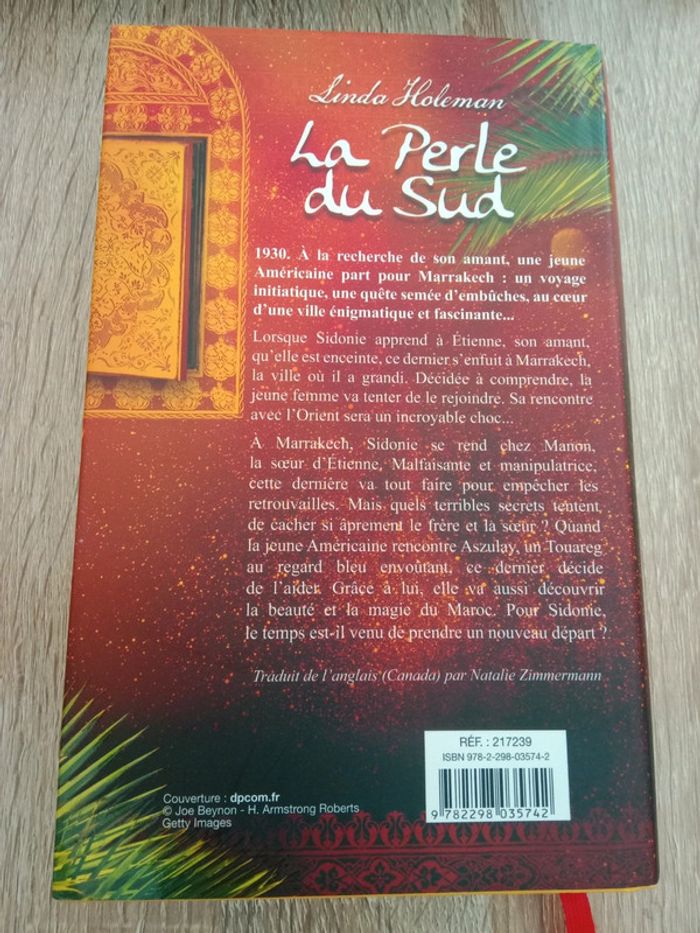 Linda Holeman
La Perle
du Sud
1930. À la recherche de son amant, une jeune
Américaine part pour Marrakech : un voyage
initiatique, une quête semée d'embûches, au cœur
d'une ville énigmatique et fascinante...
Lorsque Sidonie apprend à Étienne, son amant,
qu'elle est enceinte, ce dernier s'enfuit à Marrakech,
la ville où il a grandi. Décidée à comprendre, la
jeune femme va tenter de le rejoindre. Sa rencontre
avec l'Orient sera un incroyable choc...
À Marrakech, Sidonie se rend chez Manon,
la sœur d'Étienne, Malfaisante et manipulatrice,
cette dernière va tout faire pour empêcher les
retrouvailles. Mais quels terribles secrets tentent
de cacher si âprement le frère et la sœur ? Quand
la jeune Américaine rencontre Aszulay, un Touareg
au regard bleu envoûtant, ce dernier décide
de l'aider. Grâce à lui, elle va aussi découvrir
la beauté et la magie du Maroc. Pour Sidonie,
le temps est-il venu de prendre un nouveau départ ?
Traduit de l'anglais (Canada) par Natalie Zimmermann
RÉF. : 217239
ISBN 978-2-298-03574-2
9 782298 035742
Couverture : dpcom.fr
© Joe Beynon - H. Armstrong Roberts
Getty Images